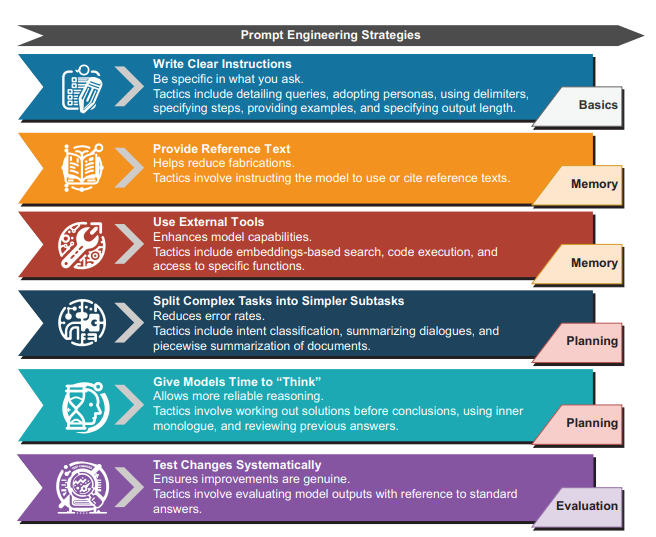 Prompt Engineering Strategies
Write Clear Instructions
Be specific in what you ask.
Tactics include detailing queries, adopting personas, using delimiters,
specifying steps, providing examples, and specifying output length.
Basics
Provide Reference Text
Helps reduce fabrications.
Tactics involve instructing the model to use or cite reference texts.
Memory
Use External Tools
Enhances model capabilities.
Tactics include embeddings-based search, code execution, and
access to specific functions.
Memory
Split Complex Tasks into Simpler Subtasks
Reduces error rates.
Tactics include intent classification, summarizing dialogues, and
piecewise summarization of documents.
Planning
Give Models Time to “Think”
Allows more reliable reasoning.
Tactics involve working out solutions before conclusions, using inner
monologue, and reviewing previous answers.
Planning
Test Changes Systematically
Ensures improvements are genuine.
Tactics involve evaluating model outputs with reference to standard
answers.
Evaluation